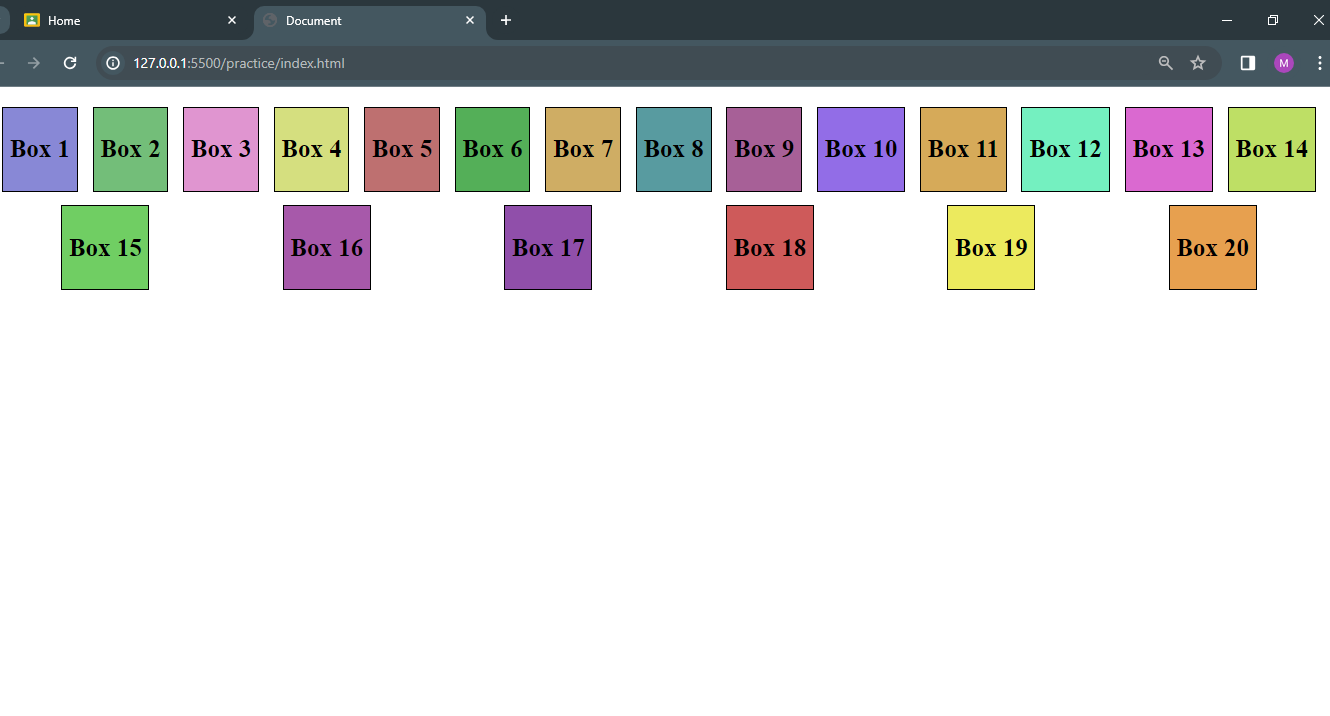 Home
Document
127.0.0.1:5500/practice/index.html
M
Box 1 Box 2 Box 3 Box 4 Box 5 Box 6 Box 7 Box 8 Box 9 Box 10 Box 11 Box 12 Box 13 Box 14
Box 15 Box 16 Box 17 Box 18 Box 19 Box 20